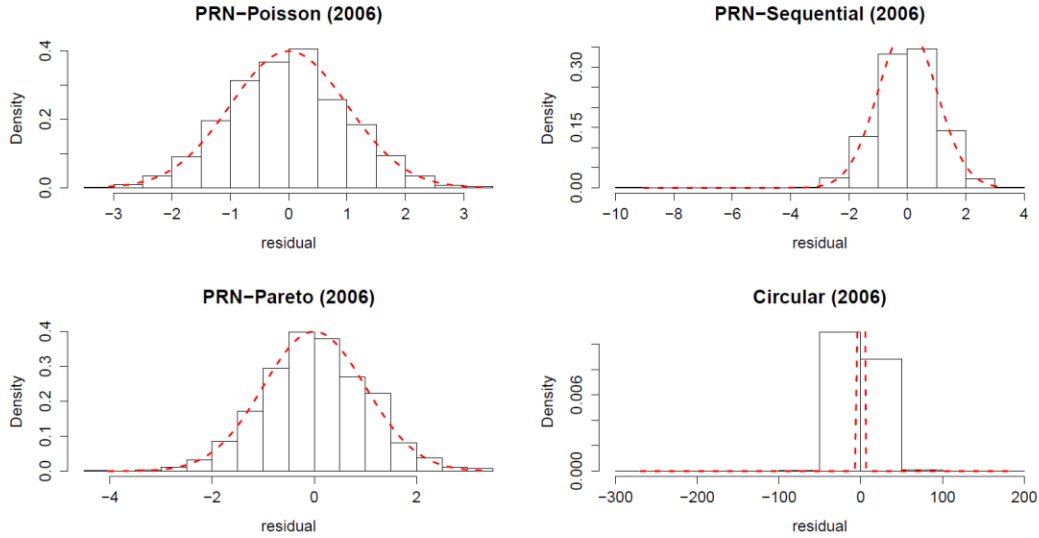 PRN−Poisson (2006)
Density
0.0 0.2 0.4
−3 −2 −1 0 1 2 3
residual
PRN−Sequential (2006)
Density
0.00 0.15 0.30
−10 −8 −6 −4 −2 0 2 4
residual
PRN−Pareto (2006)
Density
0.0 0.1 0.2 0.3 0.4
−4 −2 0 2
residual
Circular (2006)
Density
0.000 0.006
−300 −200 −100 0 100 200
residual